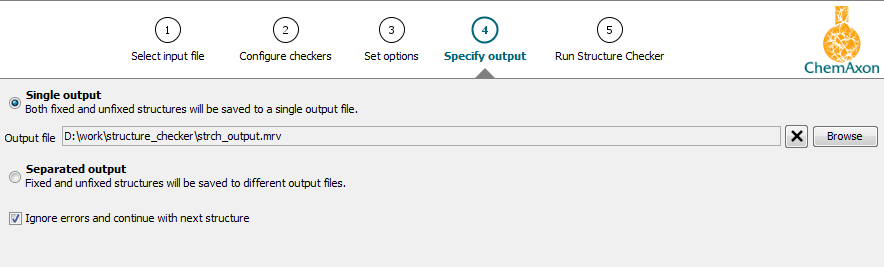 1 2 3 4 5
Select input file Configure checkers Set options Specify output Run Structure Checker
ChemAxon
Single output
Both fixed and unfixed structures will be saved to a single output file.
Output file D:\work\structure_checker\strch_output.mrv Browse
Separated output
Fixed and unfixed structures will be saved to different output files.
Ignore errors and continue with next structure